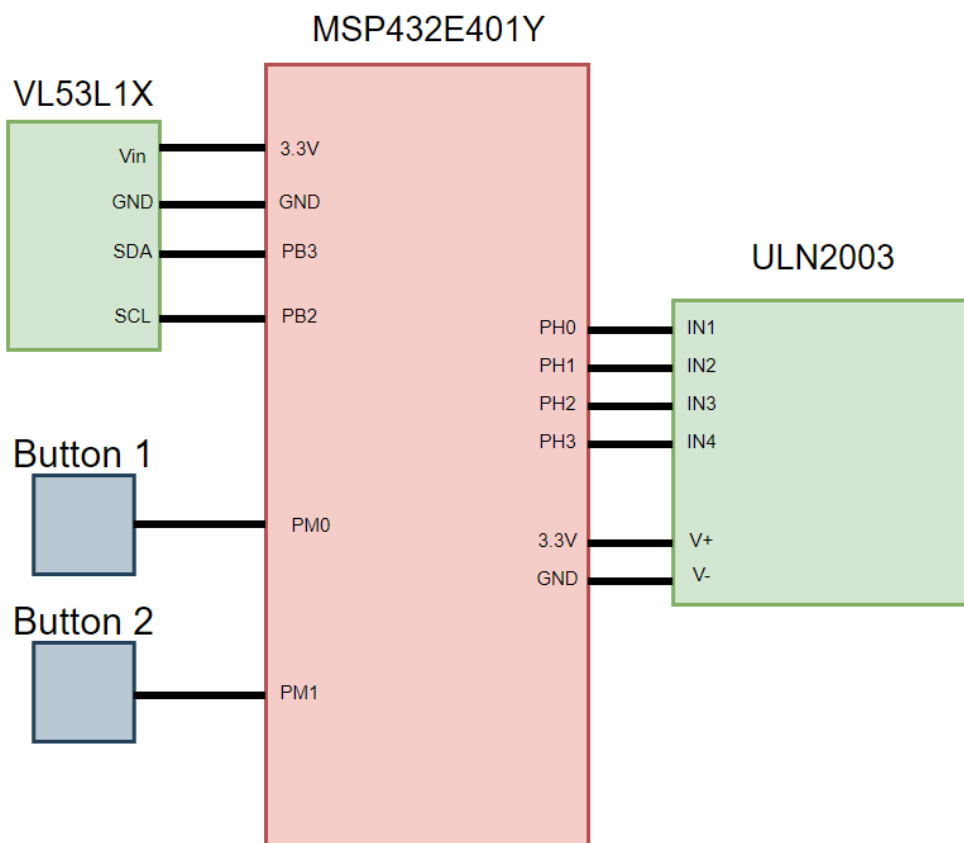 MSP432E401Y
VL53L1X
Vin
GND
SDA
SCL
3.3V
GND
PB3
PB2
ULN2003
PH0
PH1
PH2
PH3
3.3V
GND
IN1
IN2
IN3
IN4
V+
V-
Button 1
PM0
Button 2
PM1